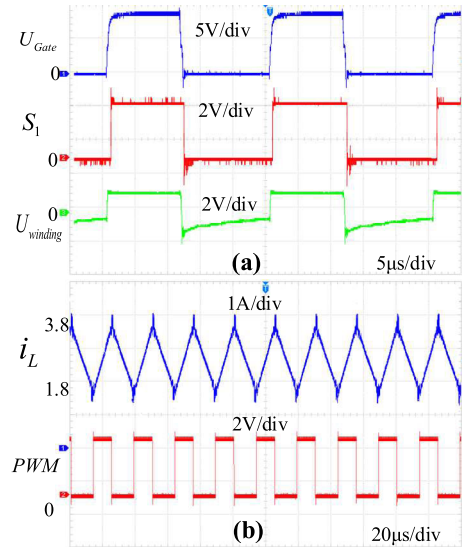 U_Gate
5V/div
0
S_1
2V/div
0
0
2V/div
U_winding
(a)
5µs/div
3.8
1A/div
i_L
1.8
2V/div
PWM
0
(b)
20µs/div